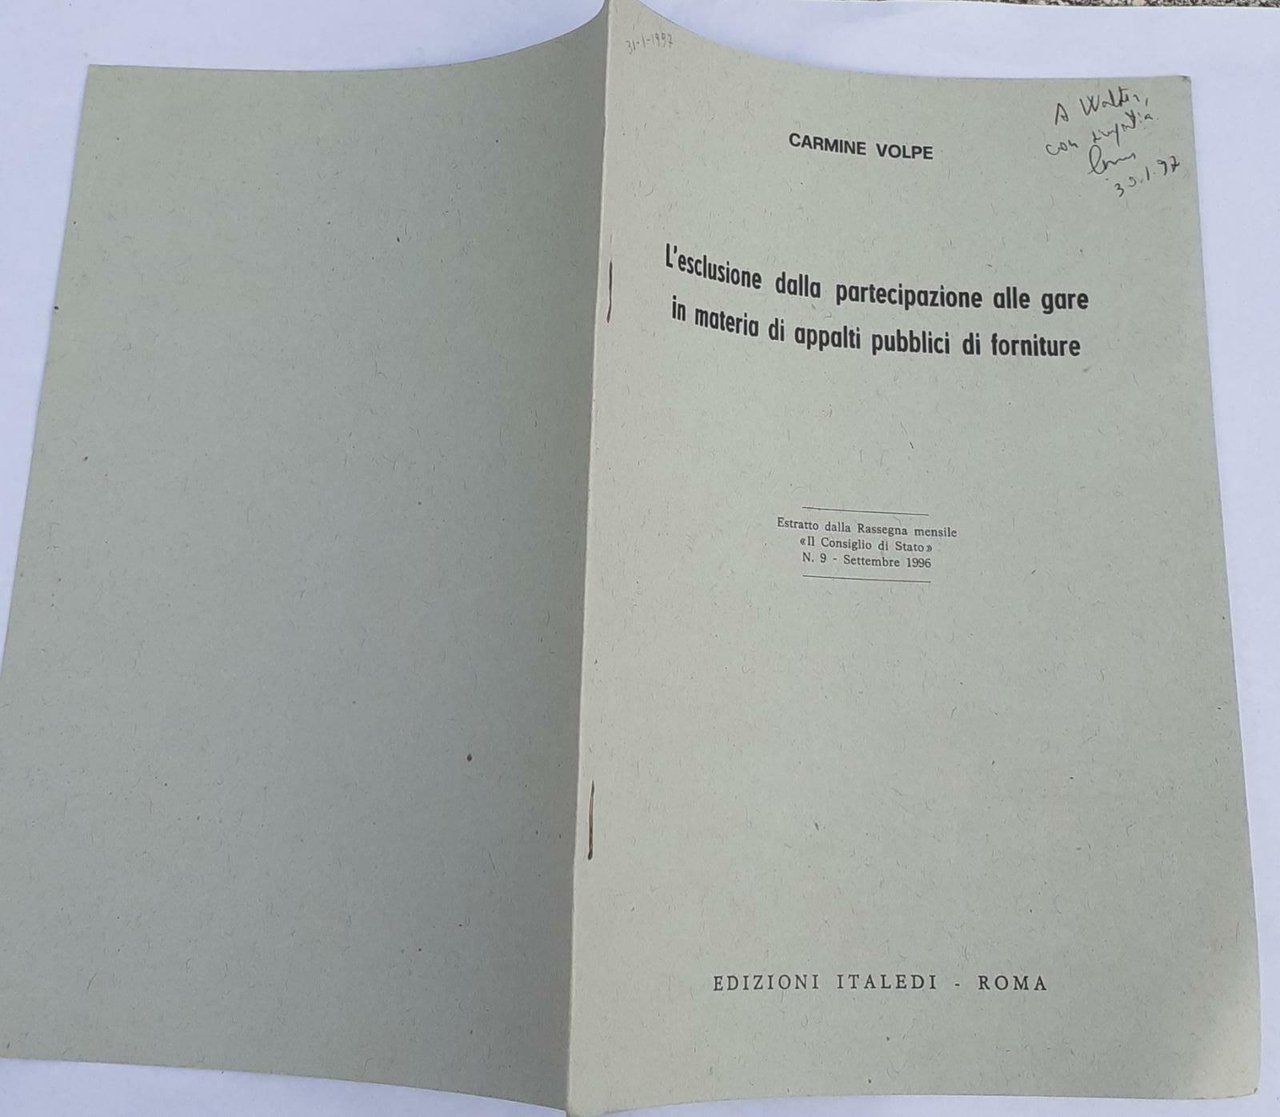 31-1-1997
A Walter,
con simpatia
30.1.97
CARMINE VOLPE
L'esclusione dalla partecipazione alle gare
in materia di appalti pubblici di forniture
Estratto dalla Rassegna mensile
«Il Consiglio di Stato»
N. 9 - Settembre 1996
EDIZIONI ITALEDI - ROMA